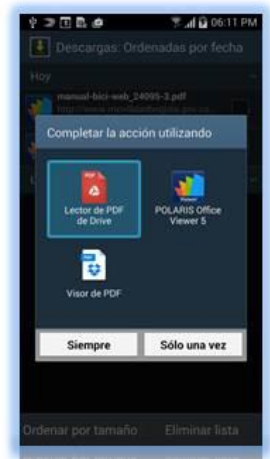 06:11 PM
Descargas: Ordenadas por fecha
Hoy
manual-bici-web_24095-3.pdf
Completar la acción utilizando
Lector de PDF
de Drive
POLARIS Office
Viewer 5
Visor de PDF
Siempre
Sólo una vez
Ordenar por tamaño
Eliminar lista